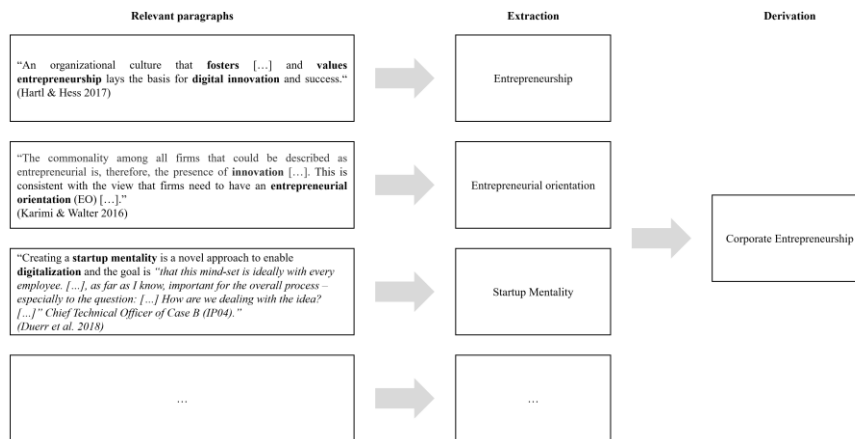 Relevant paragraphs
Extraction
Derivation
“An organizational culture that fosters […] and values
entrepreneurship lays the basis for digital innovation and success.“
(Hartl & Hess 2017)
Entrepreneurship
“The commonality among all firms that could be described as
entrepreneurial is, therefore, the presence of innovation […]. This is
consistent with the view that firms need to have an entrepreneurial
orientation (EO) […].”
(Karimi & Walter 2016)
Entrepreneurial orientation
“Creating a startup mentality is a novel approach to enable
digitalization and the goal is “that this mind-set is ideally with every
employee. […], as far as I know, important for the overall process –
especially to the question: […] How are we dealing with the idea?
[…]” Chief Technical Officer of Case B (IP04).”
(Duerr et al. 2018)
Startup Mentality
Corporate Entrepreneurship
…
…